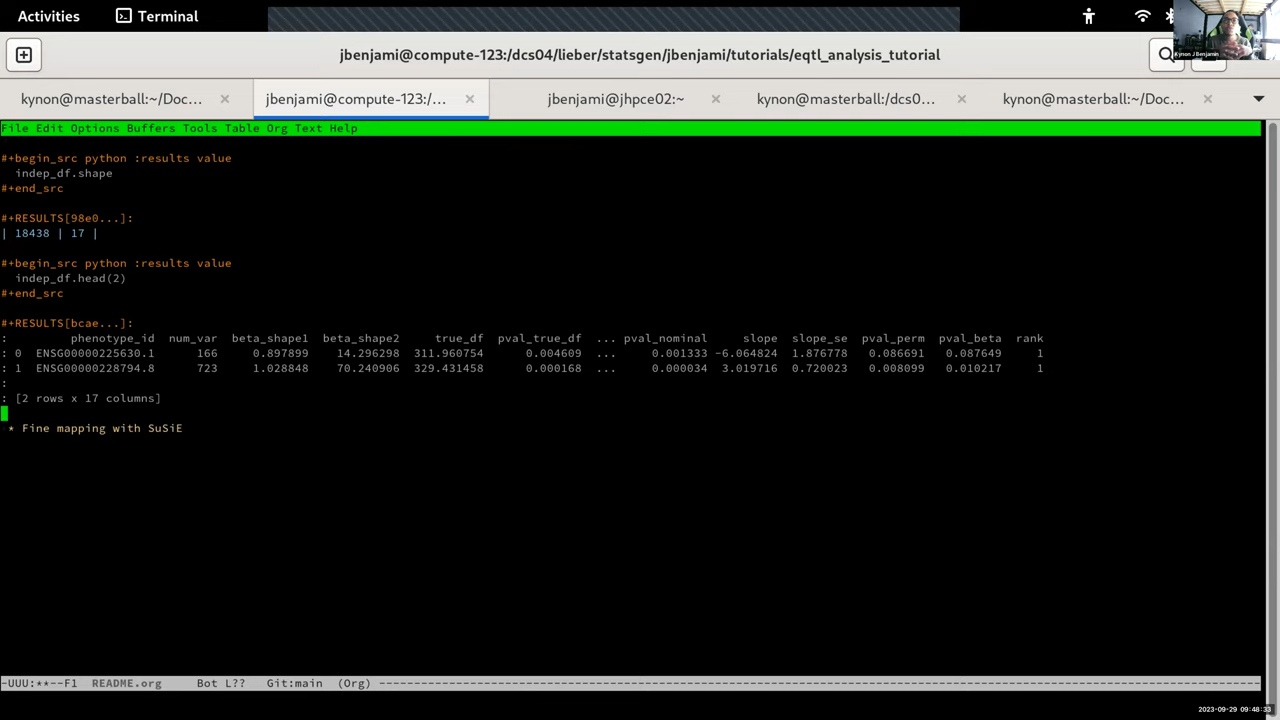 Activities Terminal
Kynon J Benjamin
jbenjami@compute-123:/dcs04/lieber/statsgen/jbenjami/tutorials/eqtl_analysis_tutorial
kynon@masterball:~/Doc... jbenjami@compute-123:/... jbenjami@jhpce02:~ kynon@masterball:/dcs0... kynon@masterball:~/Doc...
File Edit Options Buffers Tools Table Org Text Help
#+begin_src python :results value
indep_df.shape
#+end_src
#+RESULTS[98e0...]:
| 18438 | 17 |
#+begin_src python :results value
indep_df.head(2)
#+end_src
#+RESULTS[bcae...]:
: phenotype_id num_var beta_shape1 beta_shape2 true_df pval_true_df ... pval_nominal slope slope_se pval_perm pval_beta rank
: 0 ENSG00000225630.1 166 0.897899 14.296298 311.960754 0.004609 ... 0.001333 -6.064824 1.876778 0.086691 0.087649 1
: 1 ENSG00000228794.8 723 1.028848 70.240906 329.431458 0.000168 ... 0.000034 3.019716 0.720023 0.008099 0.010217 1
:
: [2 rows x 17 columns]
* Fine mapping with SuSiE
-UUU:**--F1 README.org Bot L?? Git:main (Org) ------------------------------------------------------------
2023-09-29 09:48:33